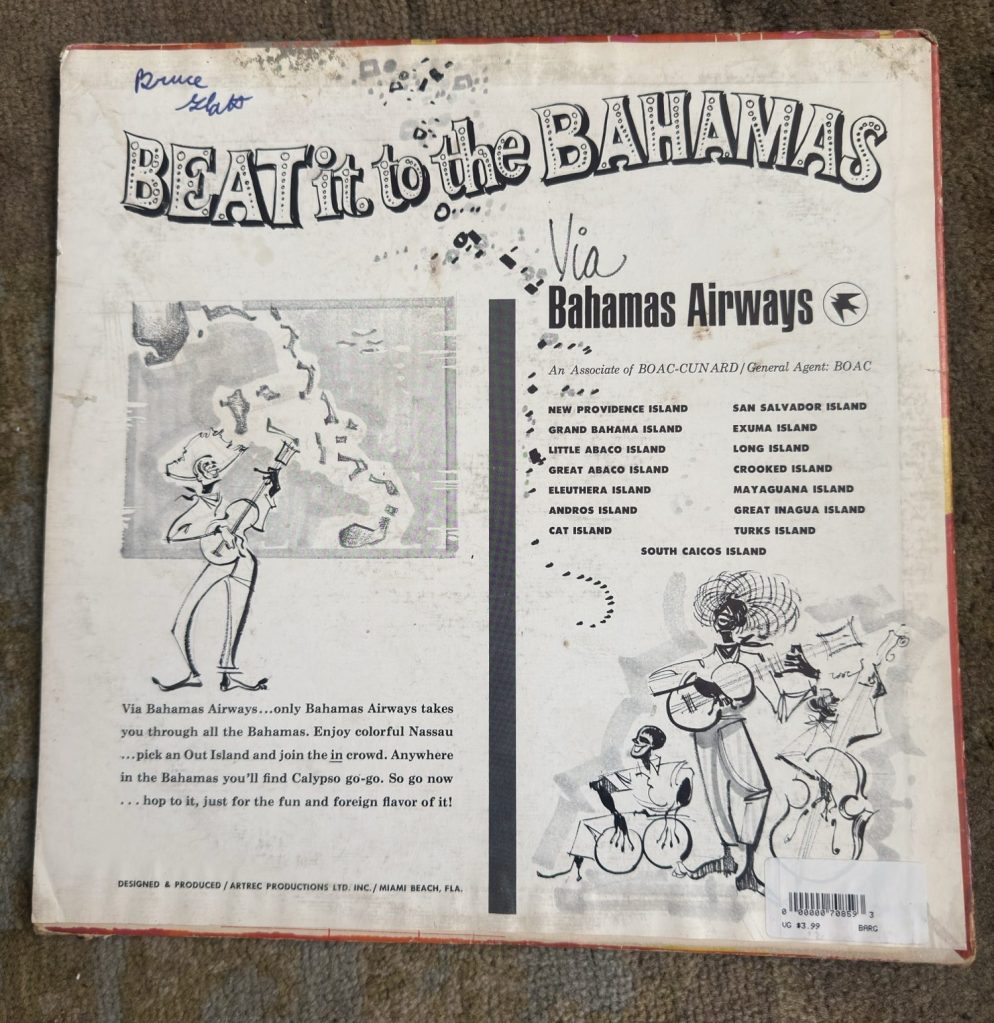 Bruce
BEAT it to the BAHAMAS
Via
Bahamas Airways
An Associate of BOAC-CUNARD/General Agent: BOAC
NEW PROVIDENCE ISLAND
GRAND BAHAMA ISLAND
LITTLE ABACO ISLAND
GREAT ABACO ISLAND
ELEUTHERA ISLAND
ANDROS ISLAND
CAT ISLAND
SAN SALVADOR ISLAND
EXUMA ISLAND
LONG ISLAND
CROOKED ISLAND
MAYAGUANA ISLAND
GREAT INAGUA ISLAND
TURKS ISLAND
SOUTH CAICOS ISLAND
Via Bahamas Airways...only Bahamas Airways takes
you through all the Bahamas. Enjoy colorful Nassau
...pick an Out Island and join the in crowd. Anywhere
in the Bahamas you'll find Calypso go-go. So go now
...hop to it, just for the fun and foreign flavor of it!
DESIGNED & PRODUCED/ARTREC PRODUCTIONS LTD. INC./MIAMI BEACH, FLA.
0 00000 70859 3
VG $3.99 BARG